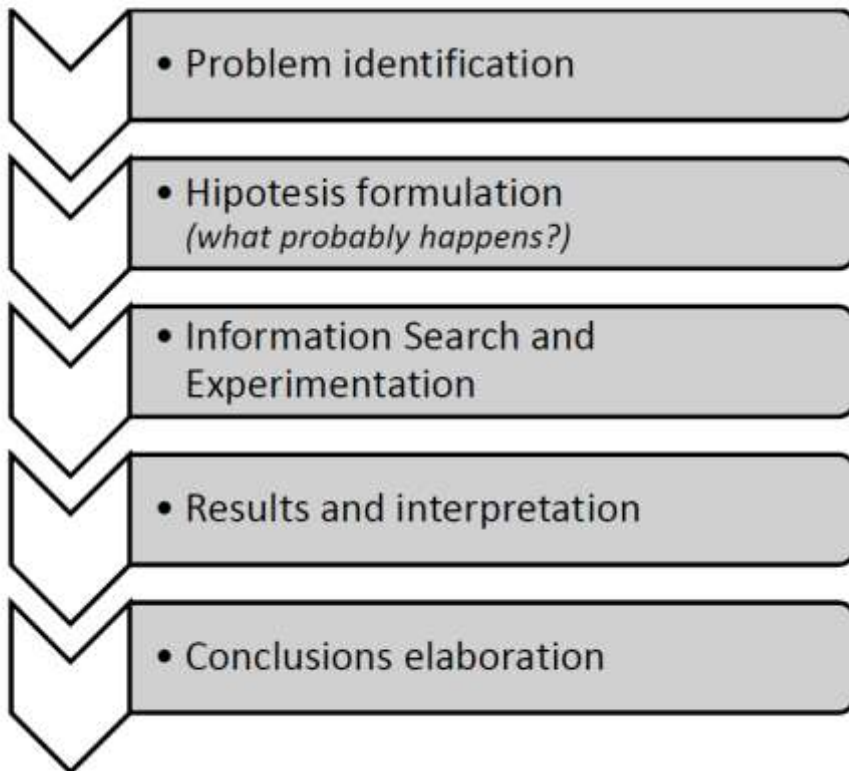 • Problem identification
• Hipotesis formulation
(what probably happens?)
• Information Search and
Experimentation
• Results and interpretation
• Conclusions elaboration